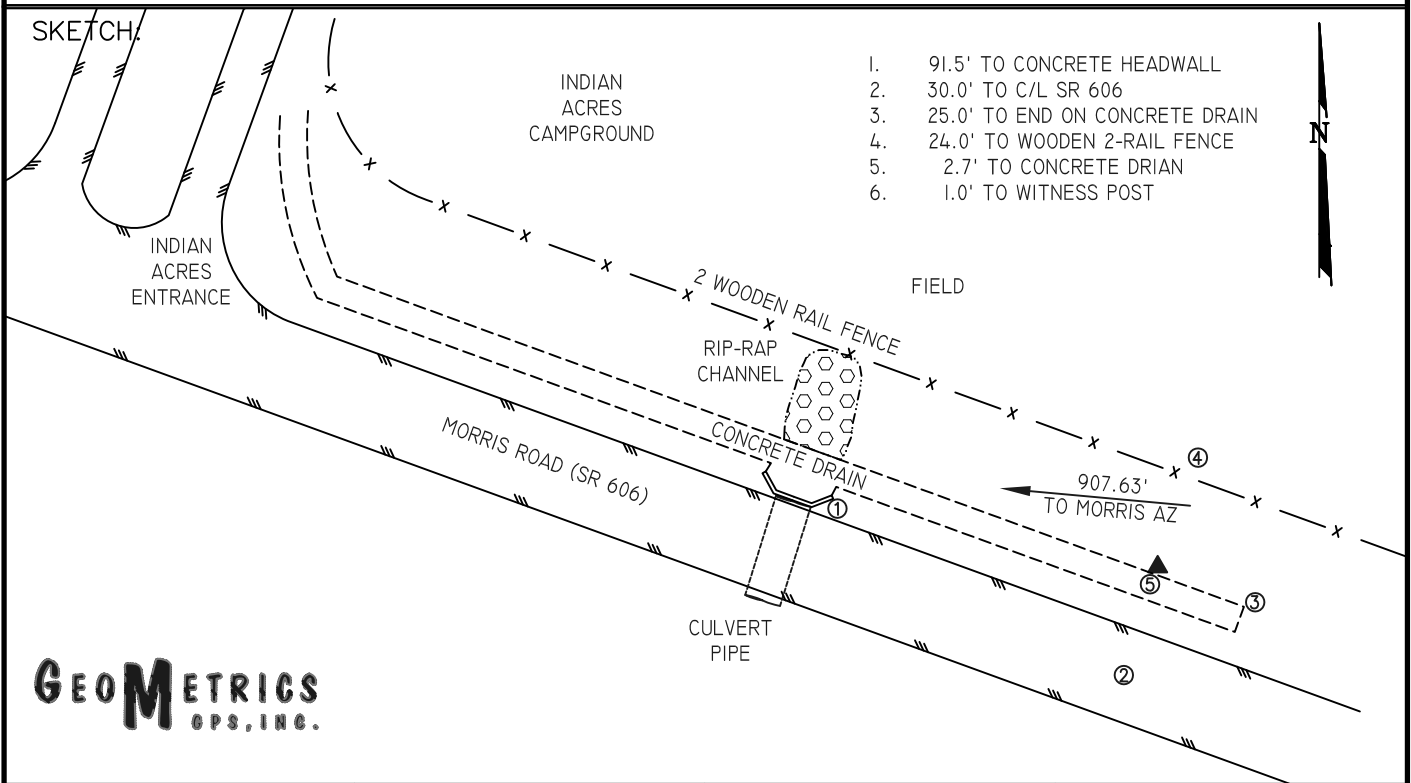 SKETCH:
INDIAN
ACRES
CAMPGROUND
1. 91.5' TO CONCRETE HEADWALL
2. 30.0' TO C/L SR 606
3. 25.0' TO END ON CONCRETE DRAIN
4. 24.0' TO WOODEN 2-RAIL FENCE
5. 2.7' TO CONCRETE DRIAN
6. 1.0' TO WITNESS POST
N
INDIAN
ACRES
ENTRANCE
2 WOODEN RAIL FENCE
FIELD
RIP-RAP
CHANNEL
MORRIS ROAD (SR 606)
CONCRETE DRAIN
907.63'
TO MORRIS AZ
4
1
5
3
2
CULVERT
PIPE
GEOMETRICS
GPS, INC.